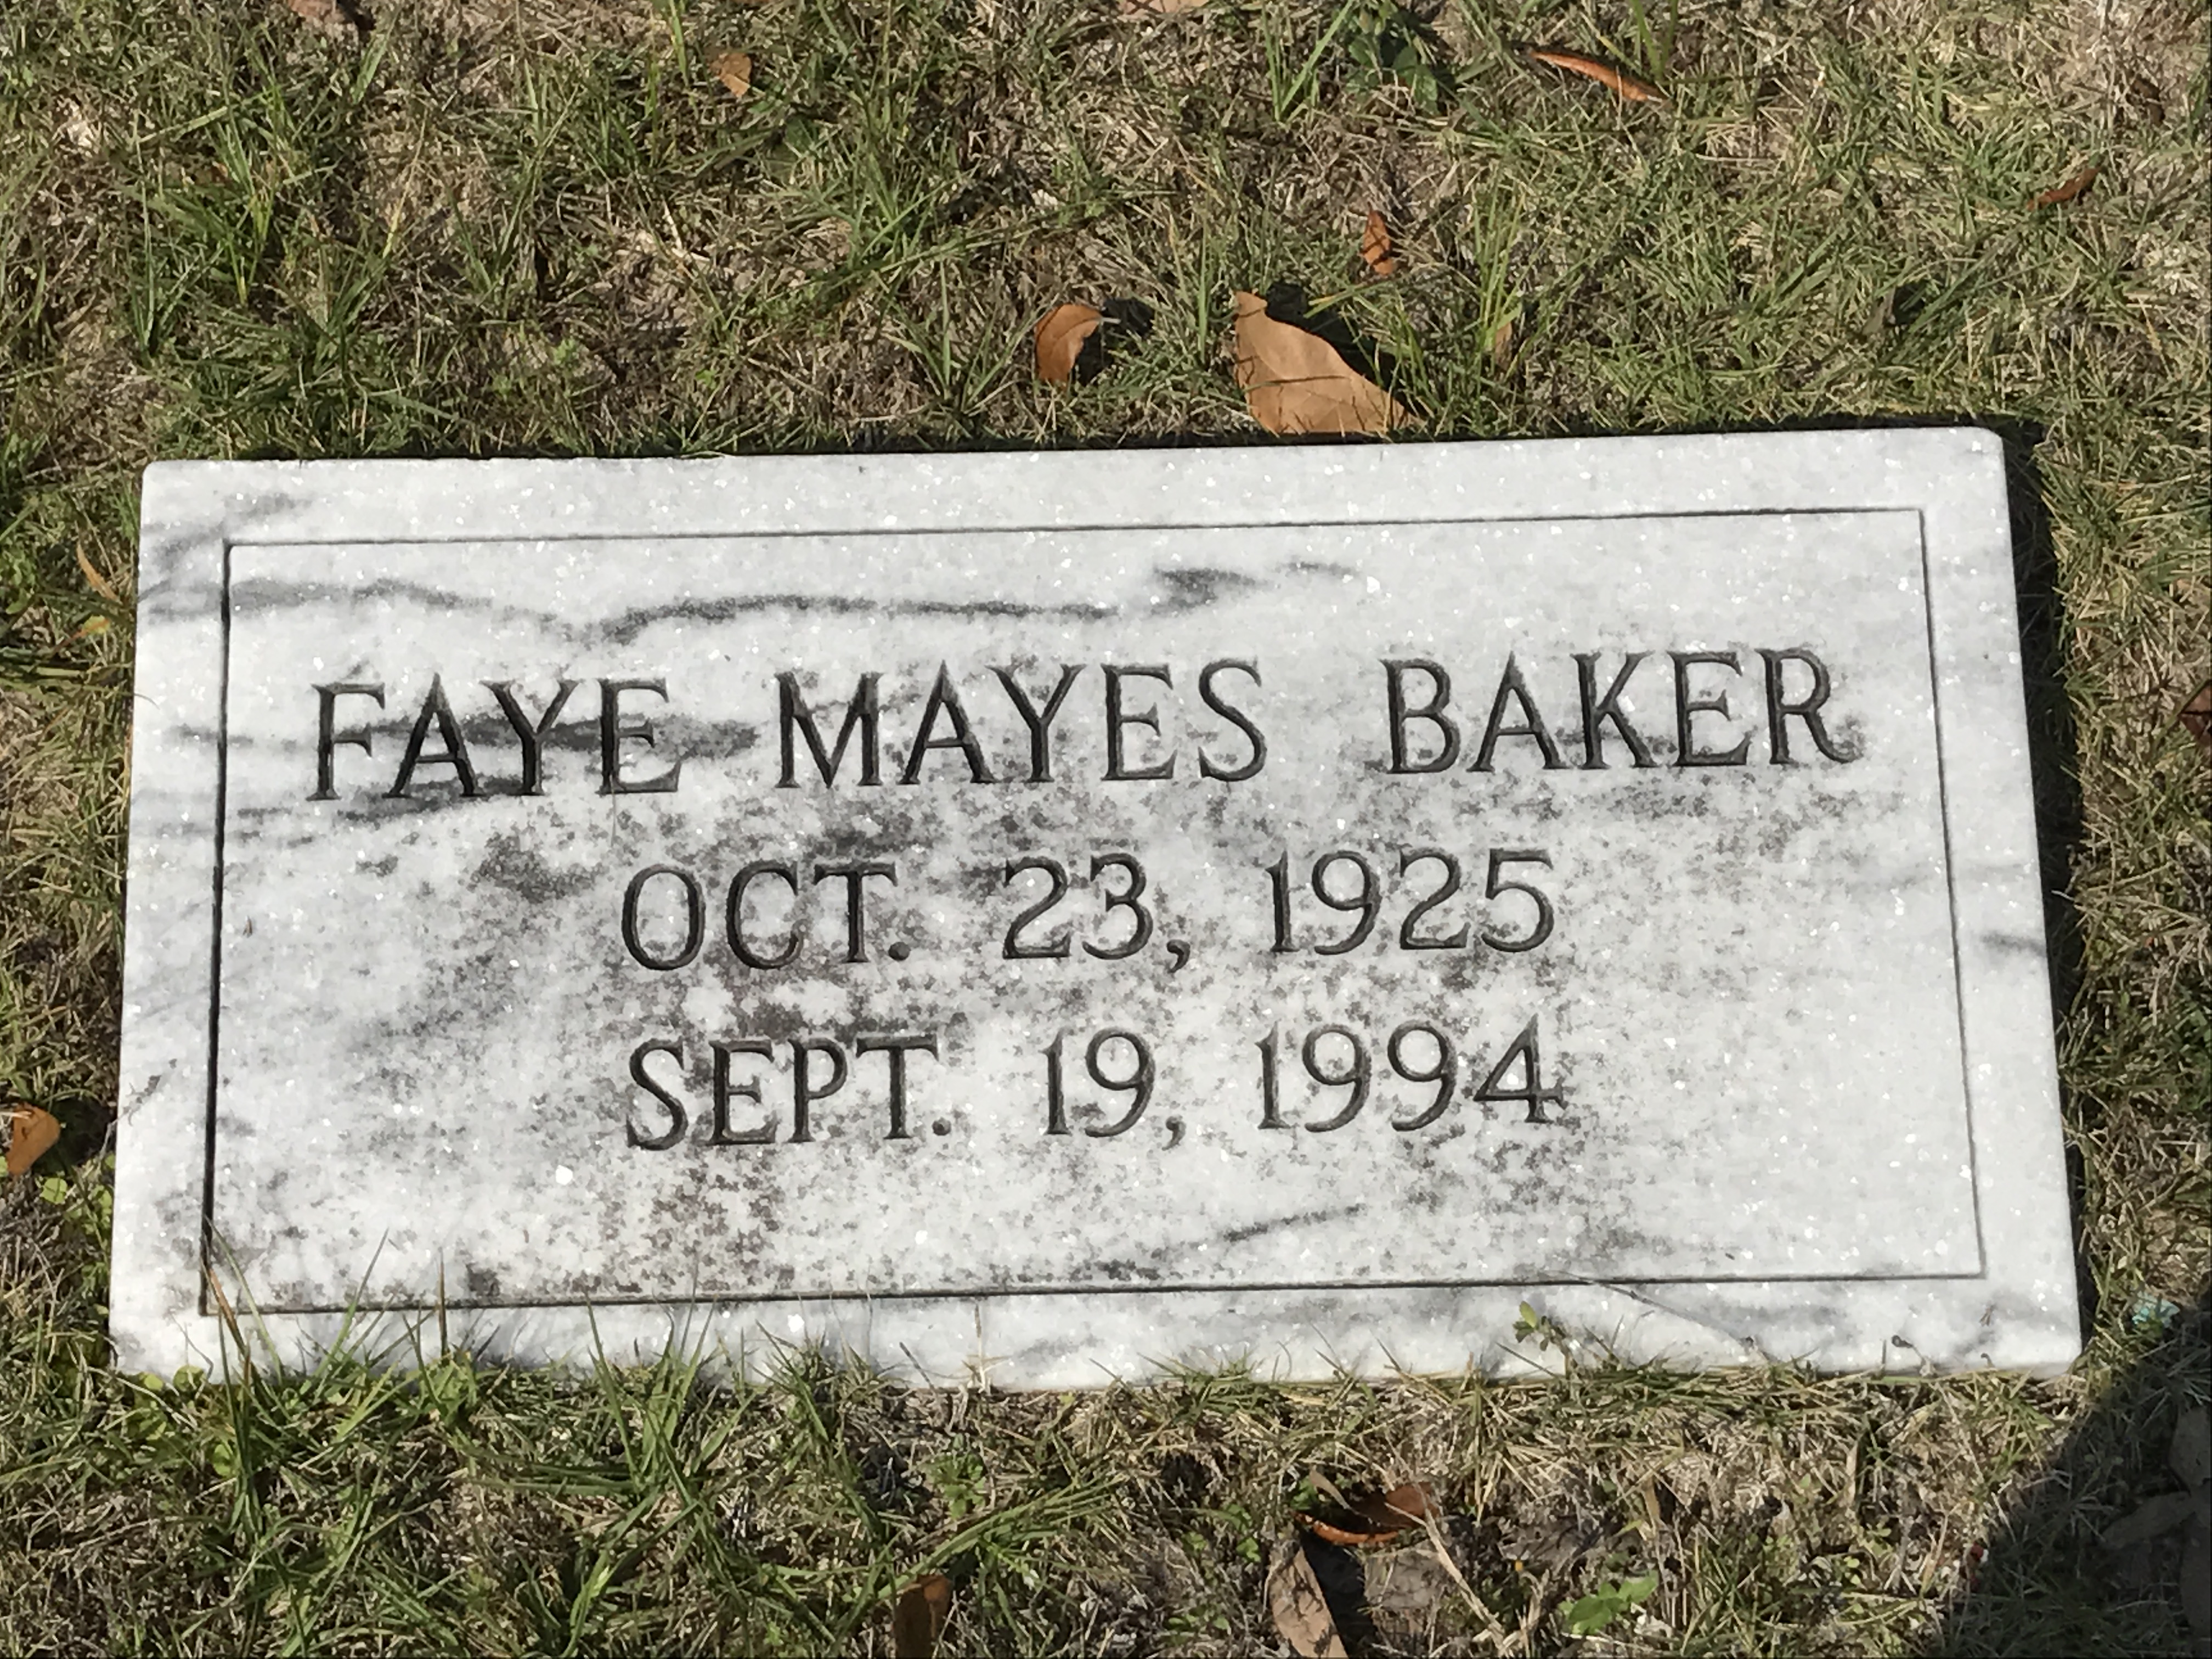 FAYE MAYES BAKER
OCT. 23, 1925
SEPT. 19, 1994